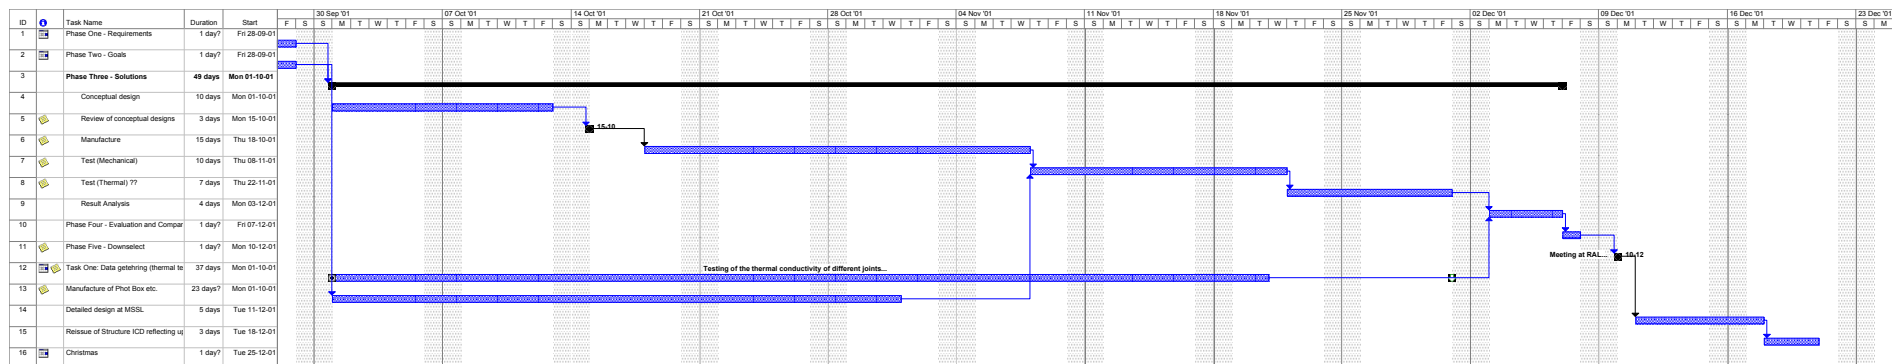 30 Sep '01 07 Oct '01 14 Oct '01 21 Oct '01 28 Oct '01 04 Nov '01 11 Nov '01 18 Nov '01 25 Nov '01 02 Dec '01 09 Dec '01 16 Dec '01 23 Dec '01
ID Task Name Duration Start F S S M T W T F S S M T W T F S S M T W T F S S M T W T F S S M T W T F S S M T W T F S S M T W T F S S M T W T F S S M T W T F S S M T W T F S S M T W T F S S M T W T F S S M T W T F S S M
1 Phase One - Requirements 1 day? Fri 28-09-01
2 Phase Two - Goals 1 day? Fri 28-09-01
3 Phase Three - Solutions 49 days Mon 01-10-01
4 Conceptual design 10 days Mon 01-10-01
5 Review of conceptual designs 3 days Mon 15-10-01 15-10
6 Manufacture 15 days Thu 18-10-01
7 Test (Mechanical) 10 days Thu 08-11-01
8 Test (Thermal) ?? 7 days Thu 22-11-01
9 Result Analysis 4 days Mon 03-12-01
10 Phase Four - Evaluation and Compar 1 day? Fri 07-12-01
11 Phase Five - Downselect 1 day? Mon 10-12-01 Meeting at RAL... 10-12
12 Task One: Data getehring (thermal te 37 days Mon 01-10-01 Testing of the thermal conductivity of different joints...
13 Manufacture of Phot Box etc. 23 days? Mon 01-10-01
14 Detailed design at MSSL 5 days Tue 11-12-01
15 Reissue of Structure ICD reflecting up 3 days Tue 18-12-01
16 Christmas 1 day? Tue 25-12-01